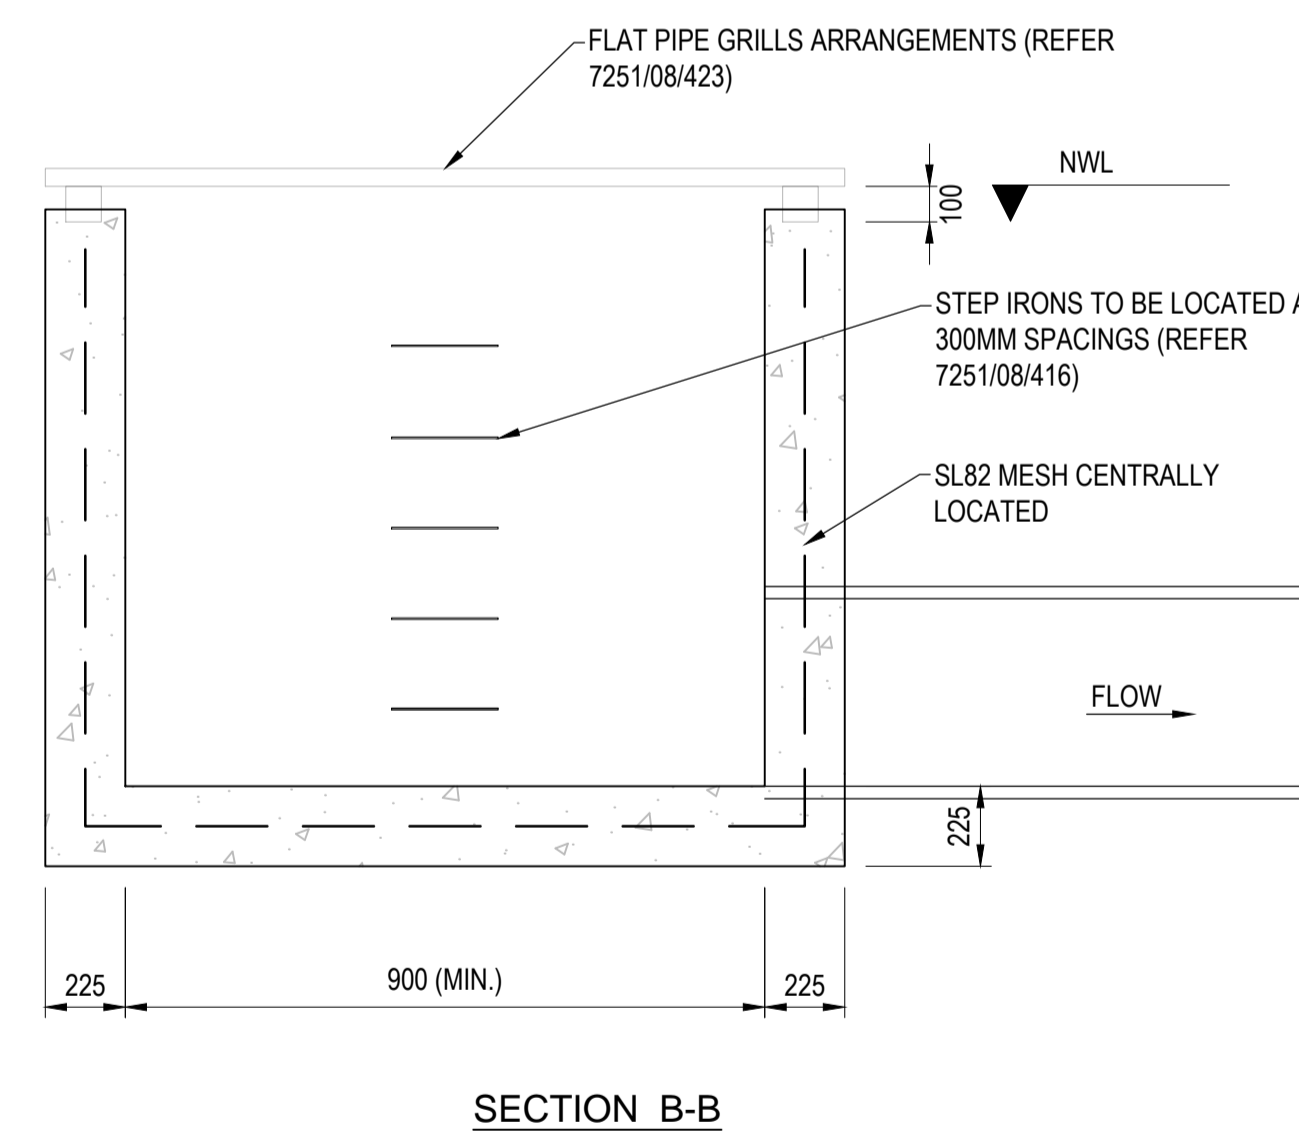 FLAT PIPE GRILLS ARRANGEMENTS (REFER
7251/08/423)
NWL
100
STEP IRONS TO BE LOCATED
300MM SPACINGS (REFER
7251/08/416)
SL82 MESH CENTRALLY
LOCATED
FLOW
225
225
900 (MIN.)
225
SECTION B-B